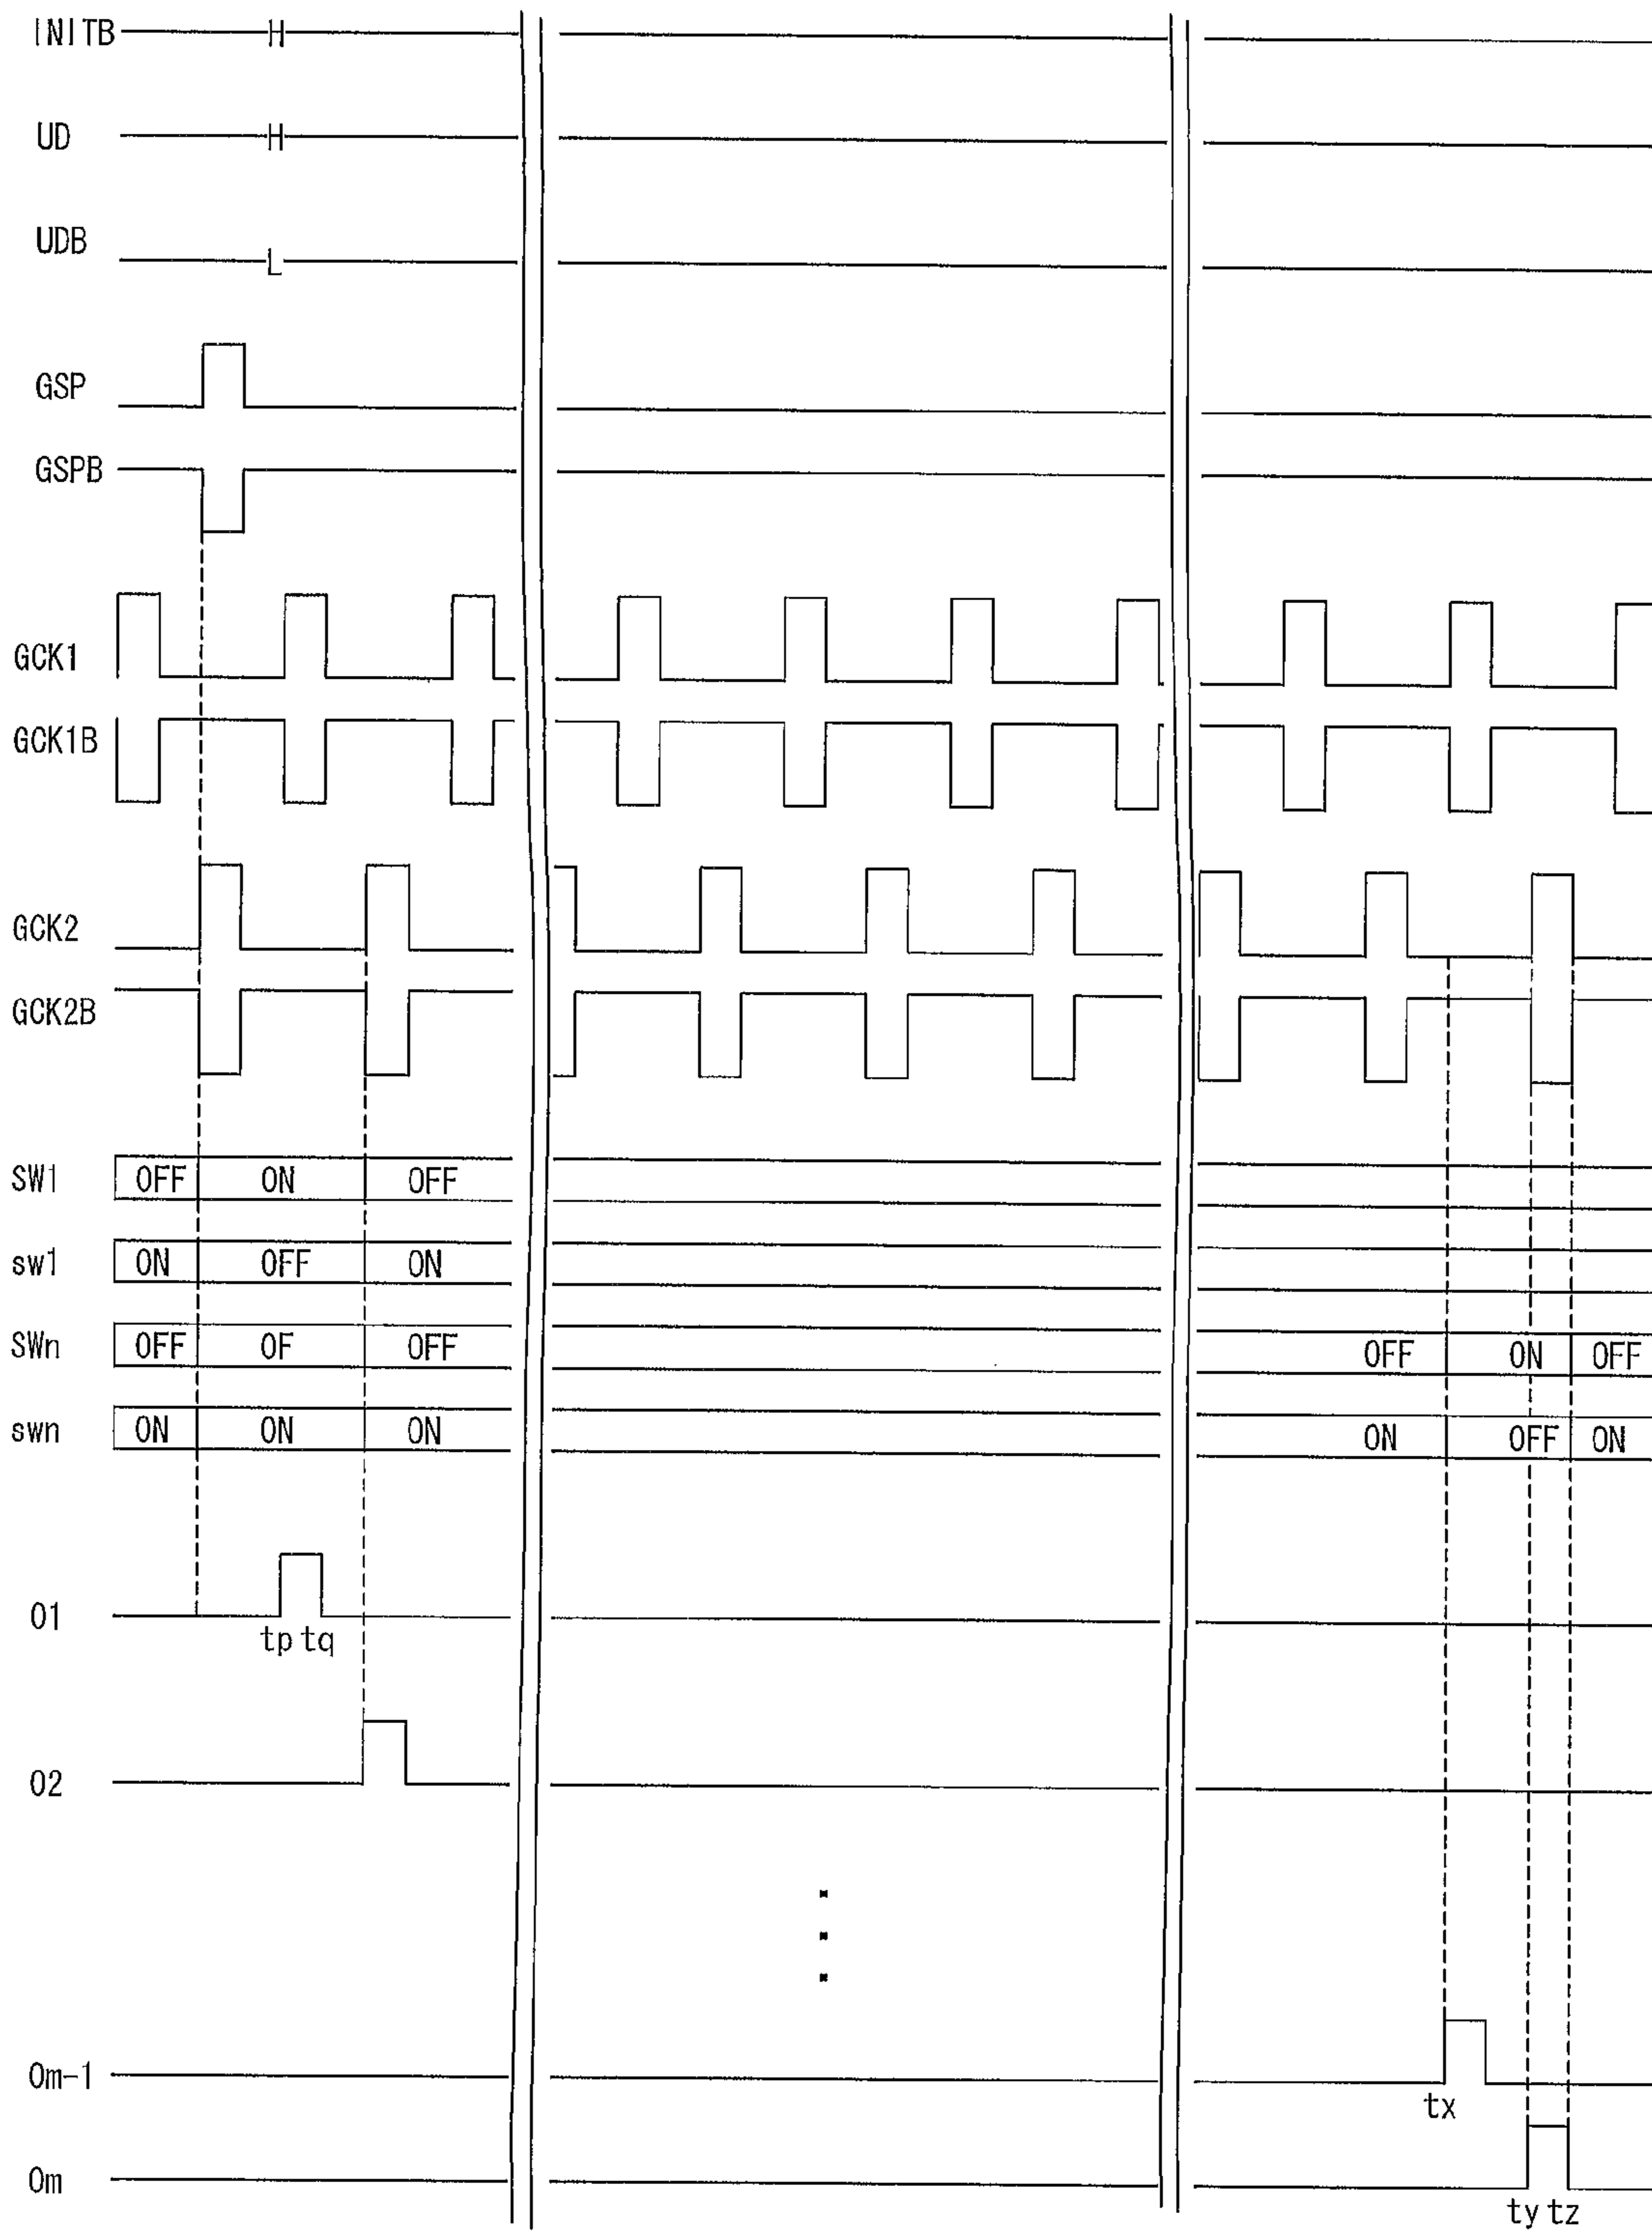 INITB H
UD H
UDB L
GSP
GSPB
GCK1
GCK1B
GCK2
GCK2B
SW1 OFF ON OFF
sw1 ON OFF ON
SWn OFF OF OFF OFF ON OFF
swn ON ON ON ON OFF ON
O1
tp tq
O2
Om-1
tx
Om
ty tz